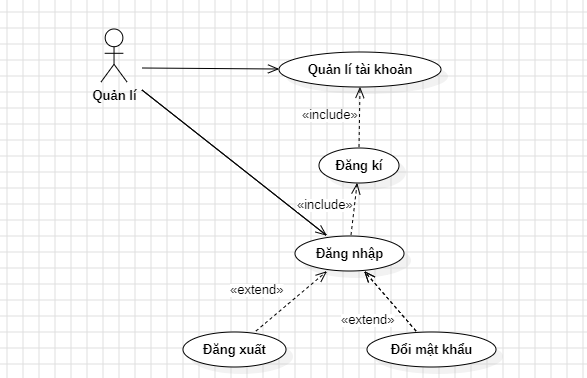 Quản lí tài khoản
Quản lí
«include»
Đăng kí
«include»
Đăng nhập
«extend»
«extend»
Đăng xuất
Đổi mật khẩu